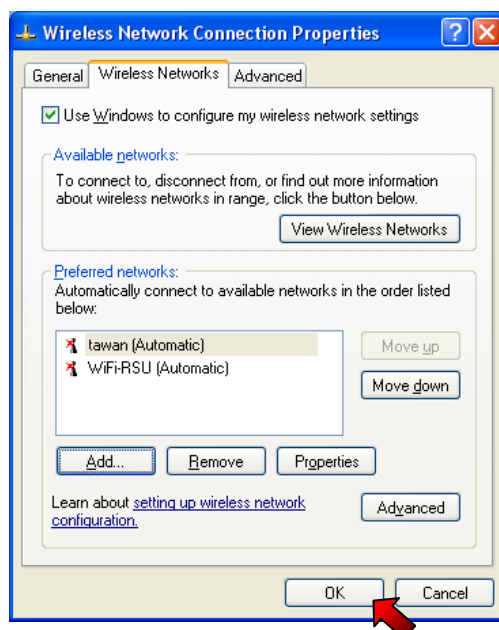 Wireless Network Connection Properties
General Wireless Networks Advanced
Use Windows to configure my wireless network settings
Available networks:
To connect to, disconnect from, or find out more information
about wireless networks in range, click the button below.
View Wireless Networks
Preferred networks:
Automatically connect to available networks in the order listed
below:
tawan (Automatic)
WiFi-RSU (Automatic)
Move up
Move down
Add... Remove Properties
Learn about setting up wireless network
configuration.
Advanced
OK Cancel